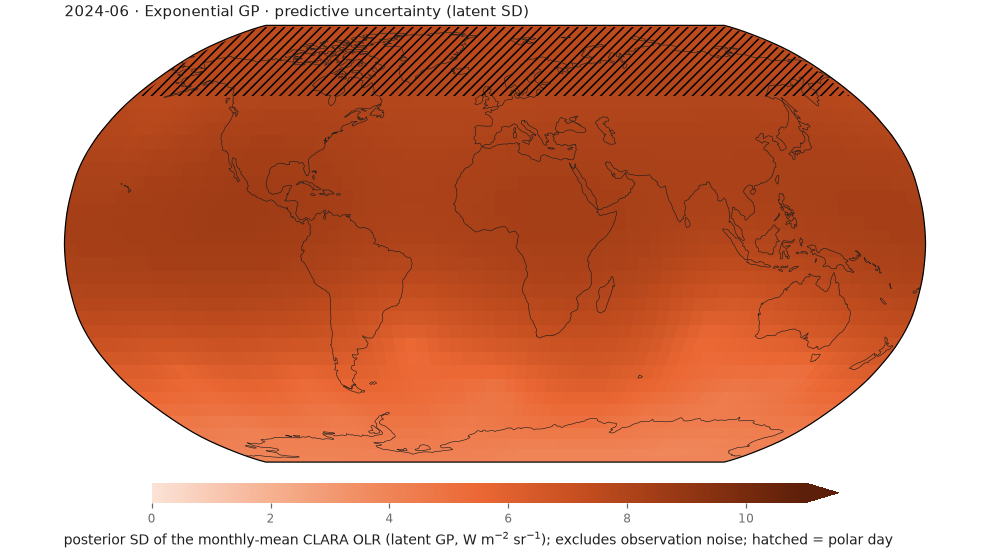 2024-06 · Exponential GP · predictive uncertainty (latent SD)
0 2 4 6 8 10
posterior SD of the monthly-mean CLARA OLR (latent GP, W m⁻² sr⁻¹); excludes observation noise; hatched = polar day